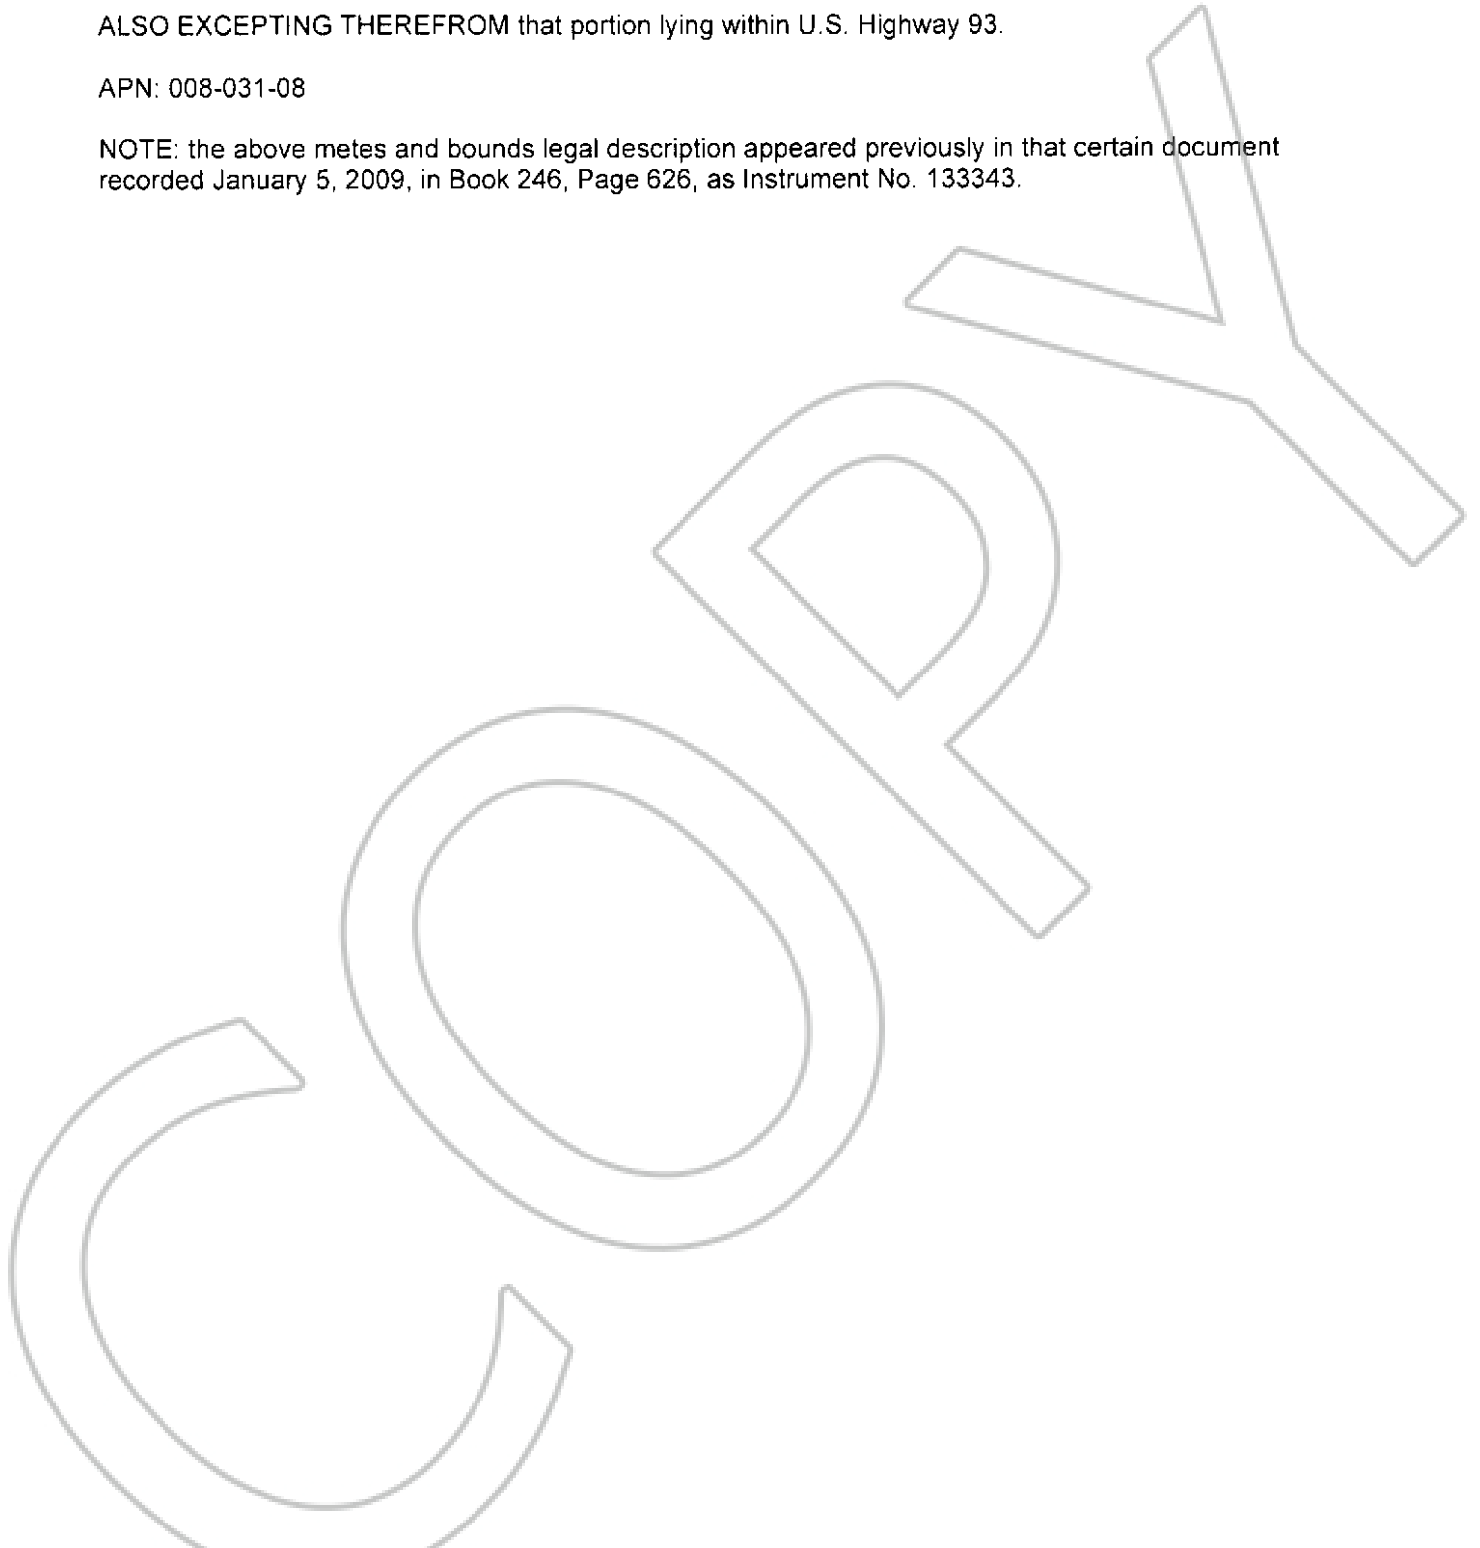 ALSO EXCEPTING THEREFROM that portion lying within U.S. Highway 93.
APN: 008-031-08
NOTE: the above metes and bounds legal description appeared previously in that certain document
recorded January 5, 2009, in Book 246, Page 626, as Instrument No. 133343.
COPY